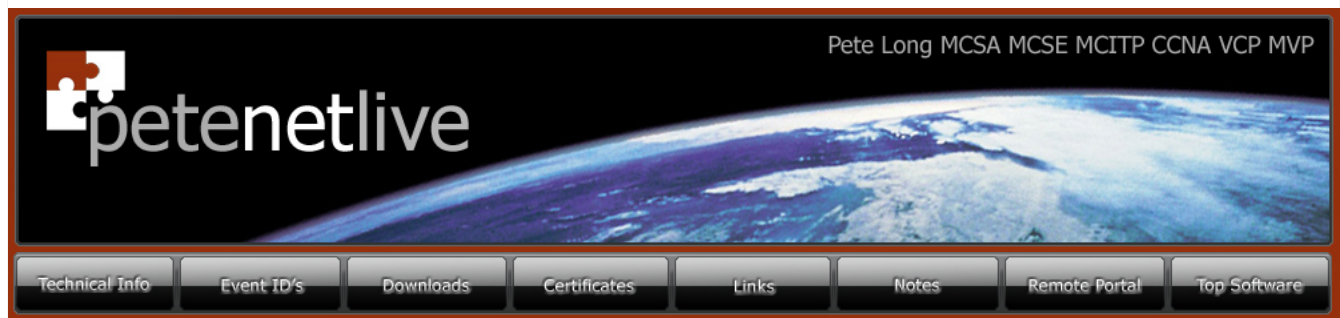 Pete Long MCSA MCSE MCITP CCNA VCP MVP
petenetlive
Technical Info
Event ID's
Downloads
Certificates
Links
Notes
Remote Portal
Top Software